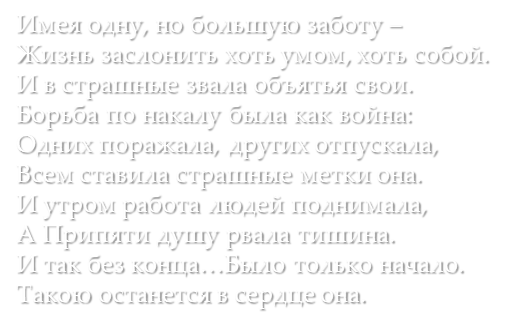 Имея одну, но большую заботу –
Жизнь заслонить хоть умом, хоть собой.
И в страшные звала объятья свои.
Борьба по накалу была как война:
Одних поражала, других отпускала,
Всем ставила страшные метки она.
И утром работа людей поднимала,
А Припяти душу рвала тишина.
И так без конца…Было только начало.
Такою останется в сердце она.